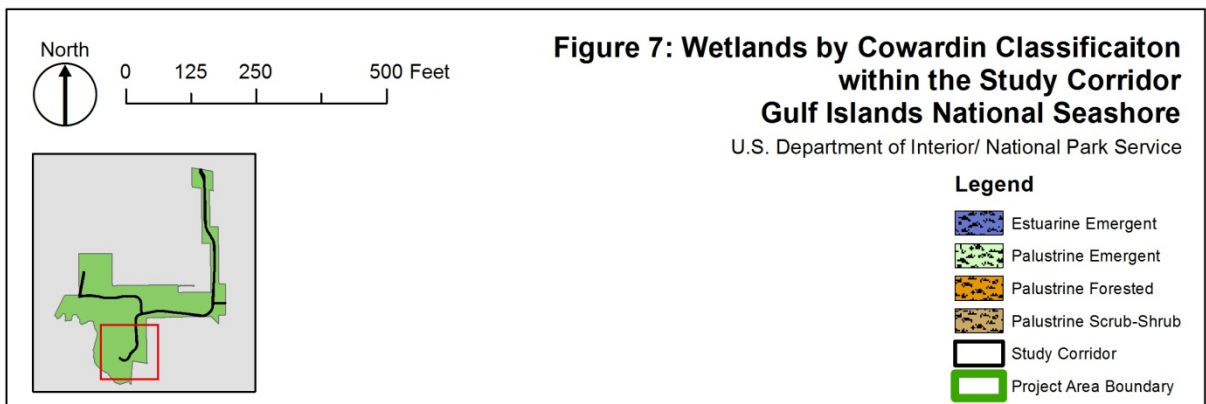 North
0 125 250 500 Feet
Figure 7: Wetlands by Cowardin Classificaiton
within the Study Corridor
Gulf Islands National Seashore
U.S. Department of Interior/ National Park Service
Legend
Estuarine Emergent
Palustrine Emergent
Palustrine Forested
Palustrine Scrub-Shrub
Study Corridor
Project Area Boundary